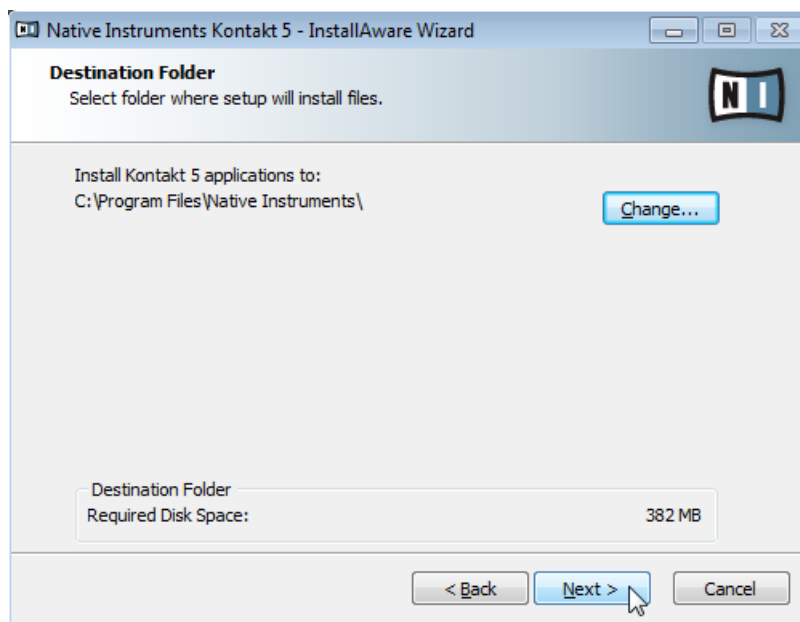 Native Instruments Kontakt 5 - InstallAware Wizard
Destination Folder
Select folder where setup will install files.
N I
Install Kontakt 5 applications to:
C:\Program Files\Native Instruments\
Change...
Destination Folder
Required Disk Space: 382 MB
< Back Next > Cancel